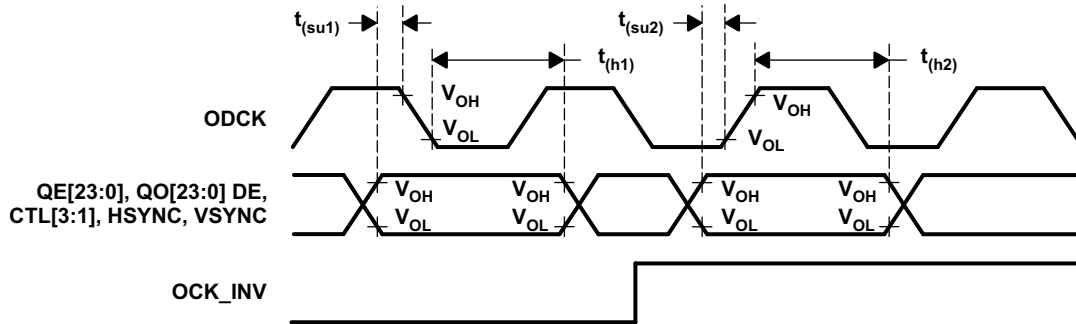 t(su1)
t(su2)
t(h1)
t(h2)
VOH
VOH
ODCK
VOL
VOL
QE[23:0], QO[23:0] DE,
CTL[3:1], HSYNC, VSYNC
VOH
VOH
VOH
VOH
VOL
VOL
VOL
VOL
OCK_INV